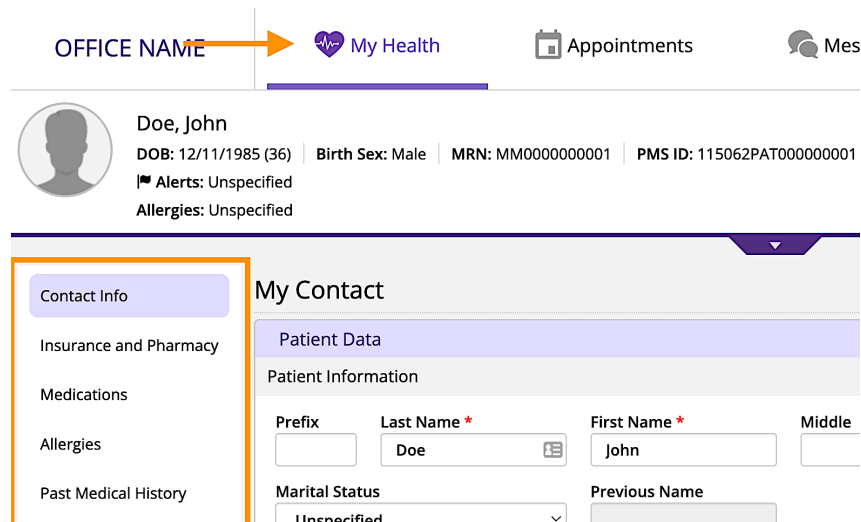 OFFICE NAME My Health Appointments
Doe, John
DOB: 12/11/1985 (36) Birth Sex: Male MRN: MM0000000001 PMS ID: 115062PAT000000001
Alerts: Unspecified
Allergies: Unspecified
Contact Info
Insurance and Pharmacy
Medications
Allergies
Past Medical History
My Contact
Patient Data
Patient Information
Prefix Last Name * First Name * Middle
Doe John
Marital Status Previous Name
Unspecified